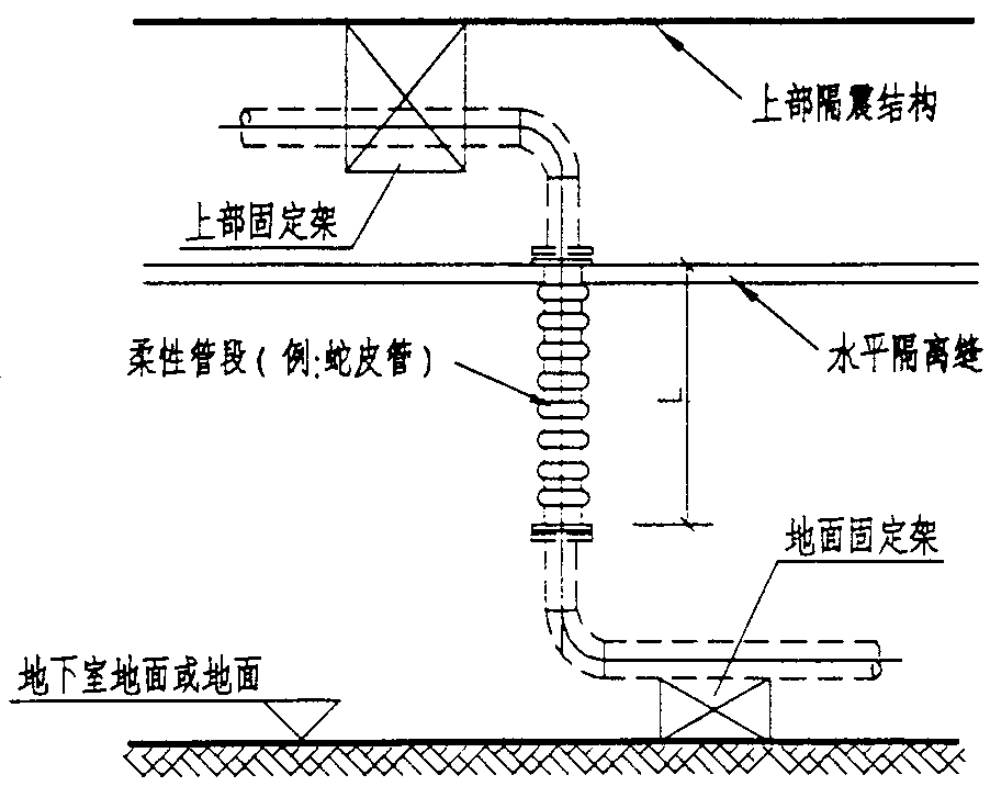 上部隔震结构
上部固定架
水平隔离缝
柔性管段(例:蛇皮管)
L
地面固定架
地下室地面或地面